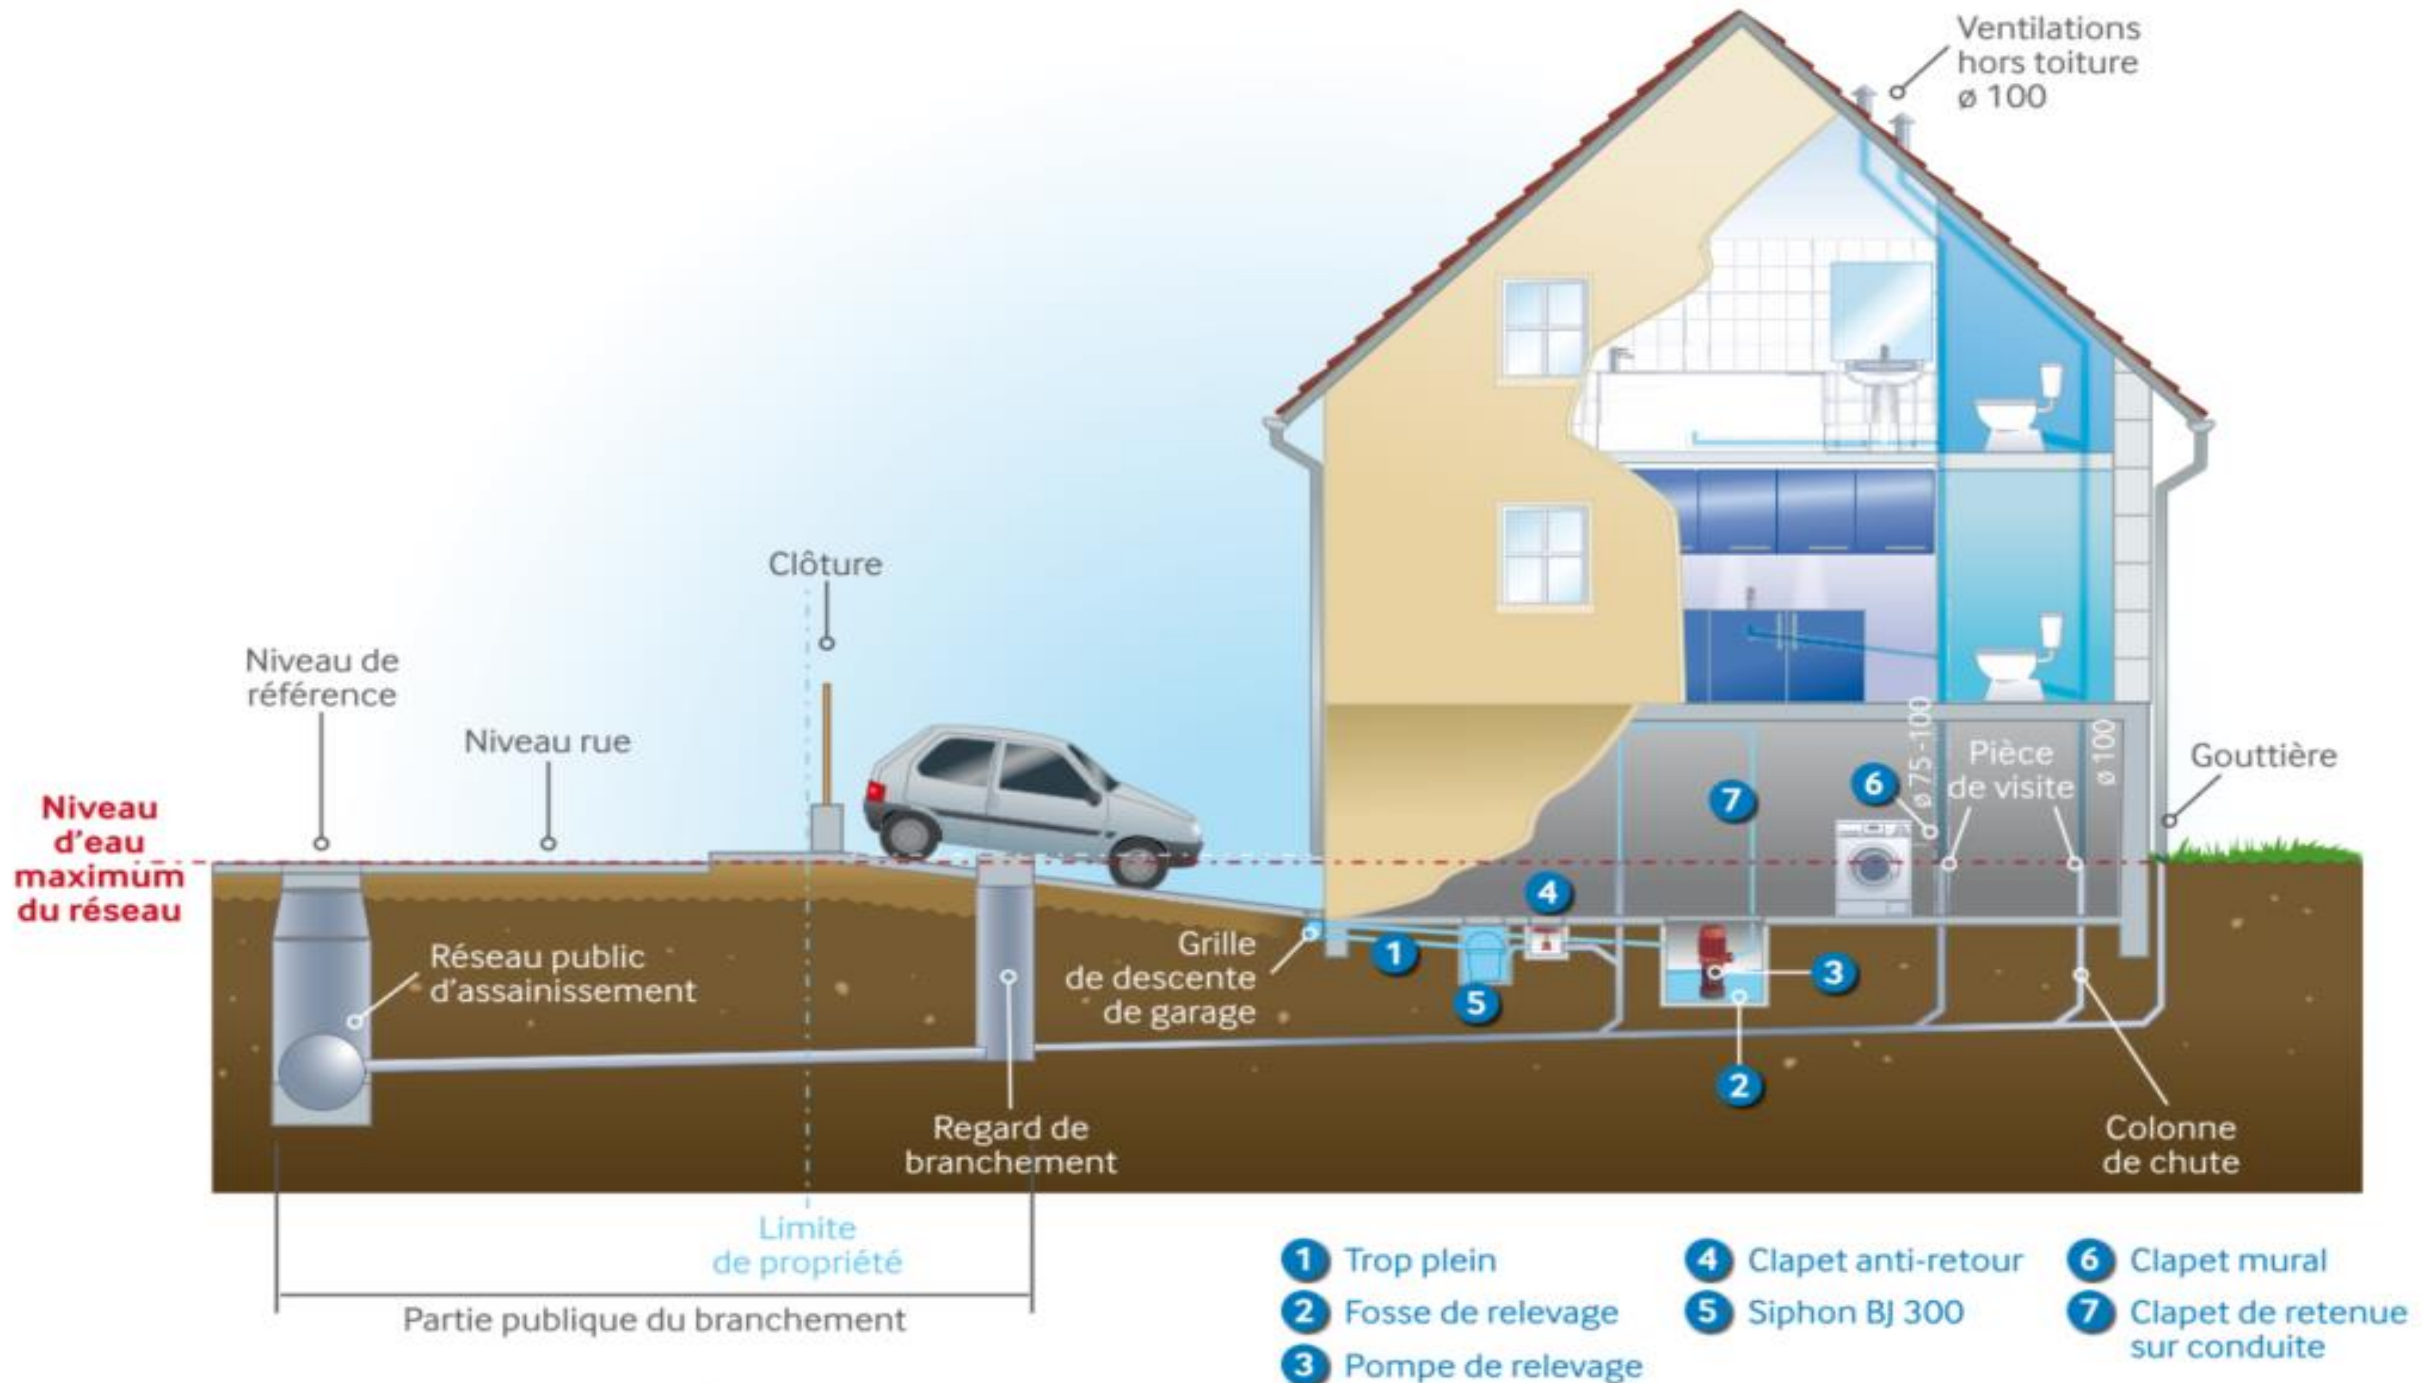 Ventilations
hors toiture
ø 100
Clôture
Niveau de
référence
Niveau rue
Niveau
d'eau
maximum
du réseau
ø 75-100
Pièce
de visite
ø 100
Gouttière
7
6
4
1
5
3
2
Grille
de descente
de garage
Réseau public
d'assainissement
Regard de
branchement
Colonne
de chute
Limite
de propriété
Partie publique du branchement
1 Trop plein
2 Fosse de relevage
3 Pompe de relevage
4 Clapet anti-retour
5 Siphon BJ 300
6 Clapet mural
7 Clapet de retenue
sur conduite